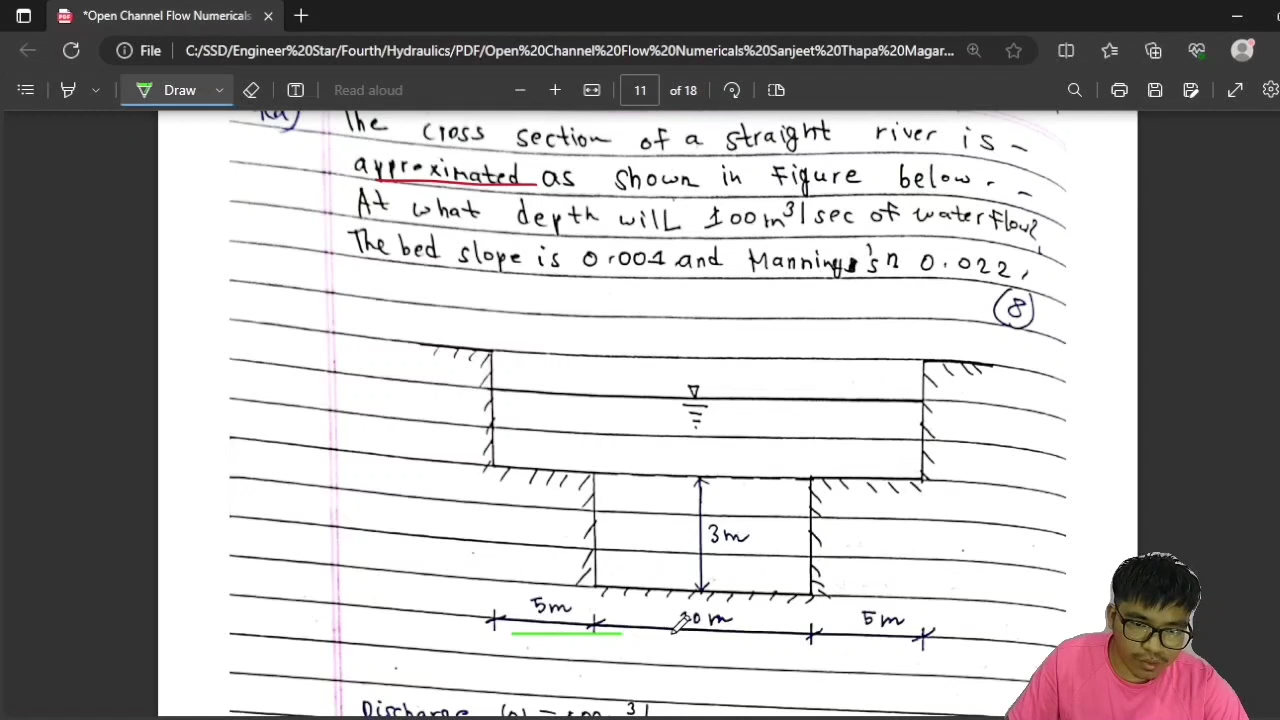 *Open Channel Flow Numericals
File C:/SSD/Engineer%20Star/Fourth/Hydraulics/PDF/Open%20Channel%20Flow%20Numericals%20Sanjeet%20Thapa%20Magar...
Draw Read aloud 11 of 18
The cross section of a straight river is
approximated as shown in Figure below.
At what depth will 100 m³/sec of water flow?
The bed slope is 0.001 and Manning's n 0.022.
8
3m
5m 0m 5m
Discharge